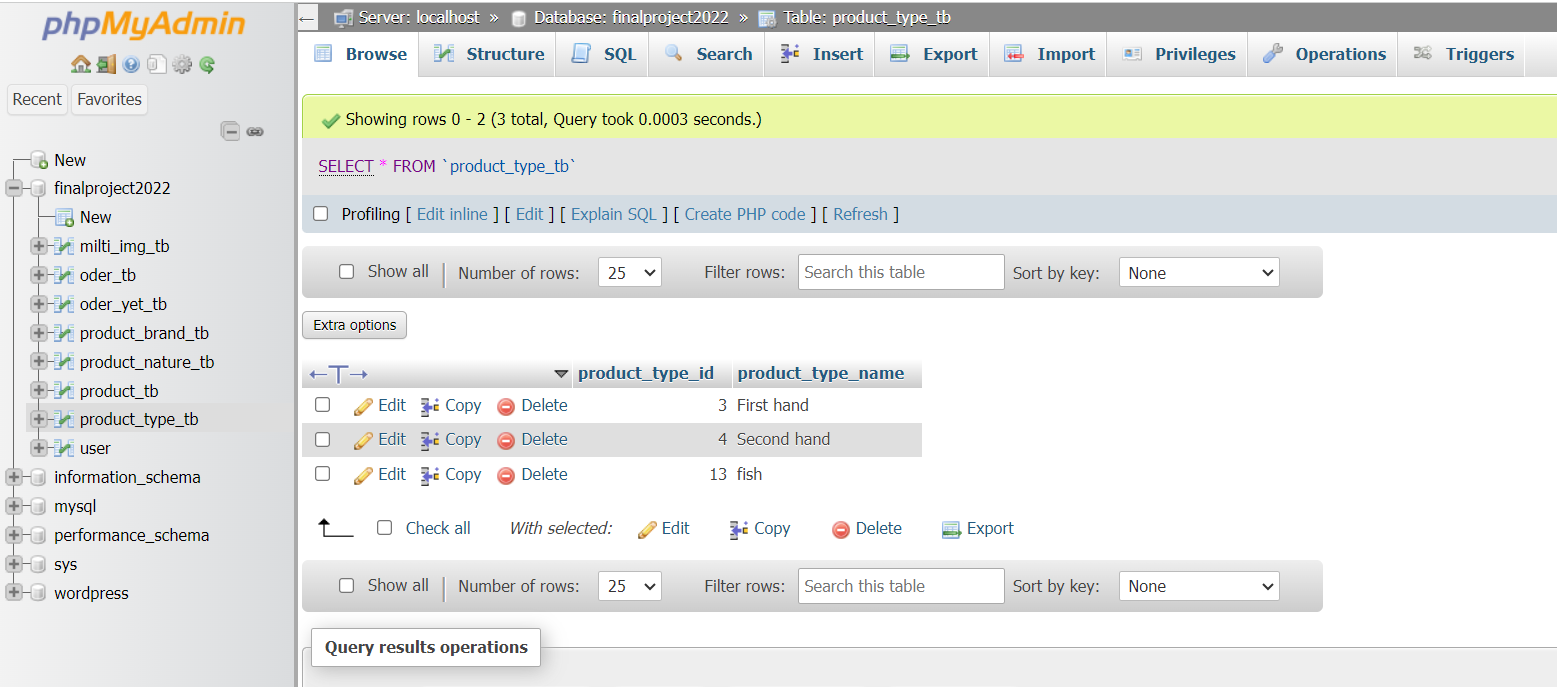 phpMyAdmin
Recent Favorites
New
finalproject2022
New
milti_img_tb
oder_tb
oder_yet_tb
product_brand_tb
product_nature_tb
product_tb
product_type_tb
user
information_schema
mysql
performance_schema
sys
wordpress
Server: localhost » Database: finalproject2022 » Table: product_type_tb
Browse Structure SQL Search Insert Export Import Privileges Operations Triggers
Showing rows 0 - 2 (3 total, Query took 0.0003 seconds.)
SELECT * FROM `product_type_tb`
Profiling [ Edit inline ] [ Edit ] [ Explain SQL ] [ Create PHP code ] [ Refresh ]
Show all | Number of rows: 25 Filter rows: Search this table Sort by key: None
Extra options
←T→ product_type_id product_type_name
Edit Copy Delete 3 First hand
Edit Copy Delete 4 Second hand
Edit Copy Delete 13 fish
Check all With selected: Edit Copy Delete Export
Show all | Number of rows: 25 Filter rows: Search this table Sort by key: None
Query results operations